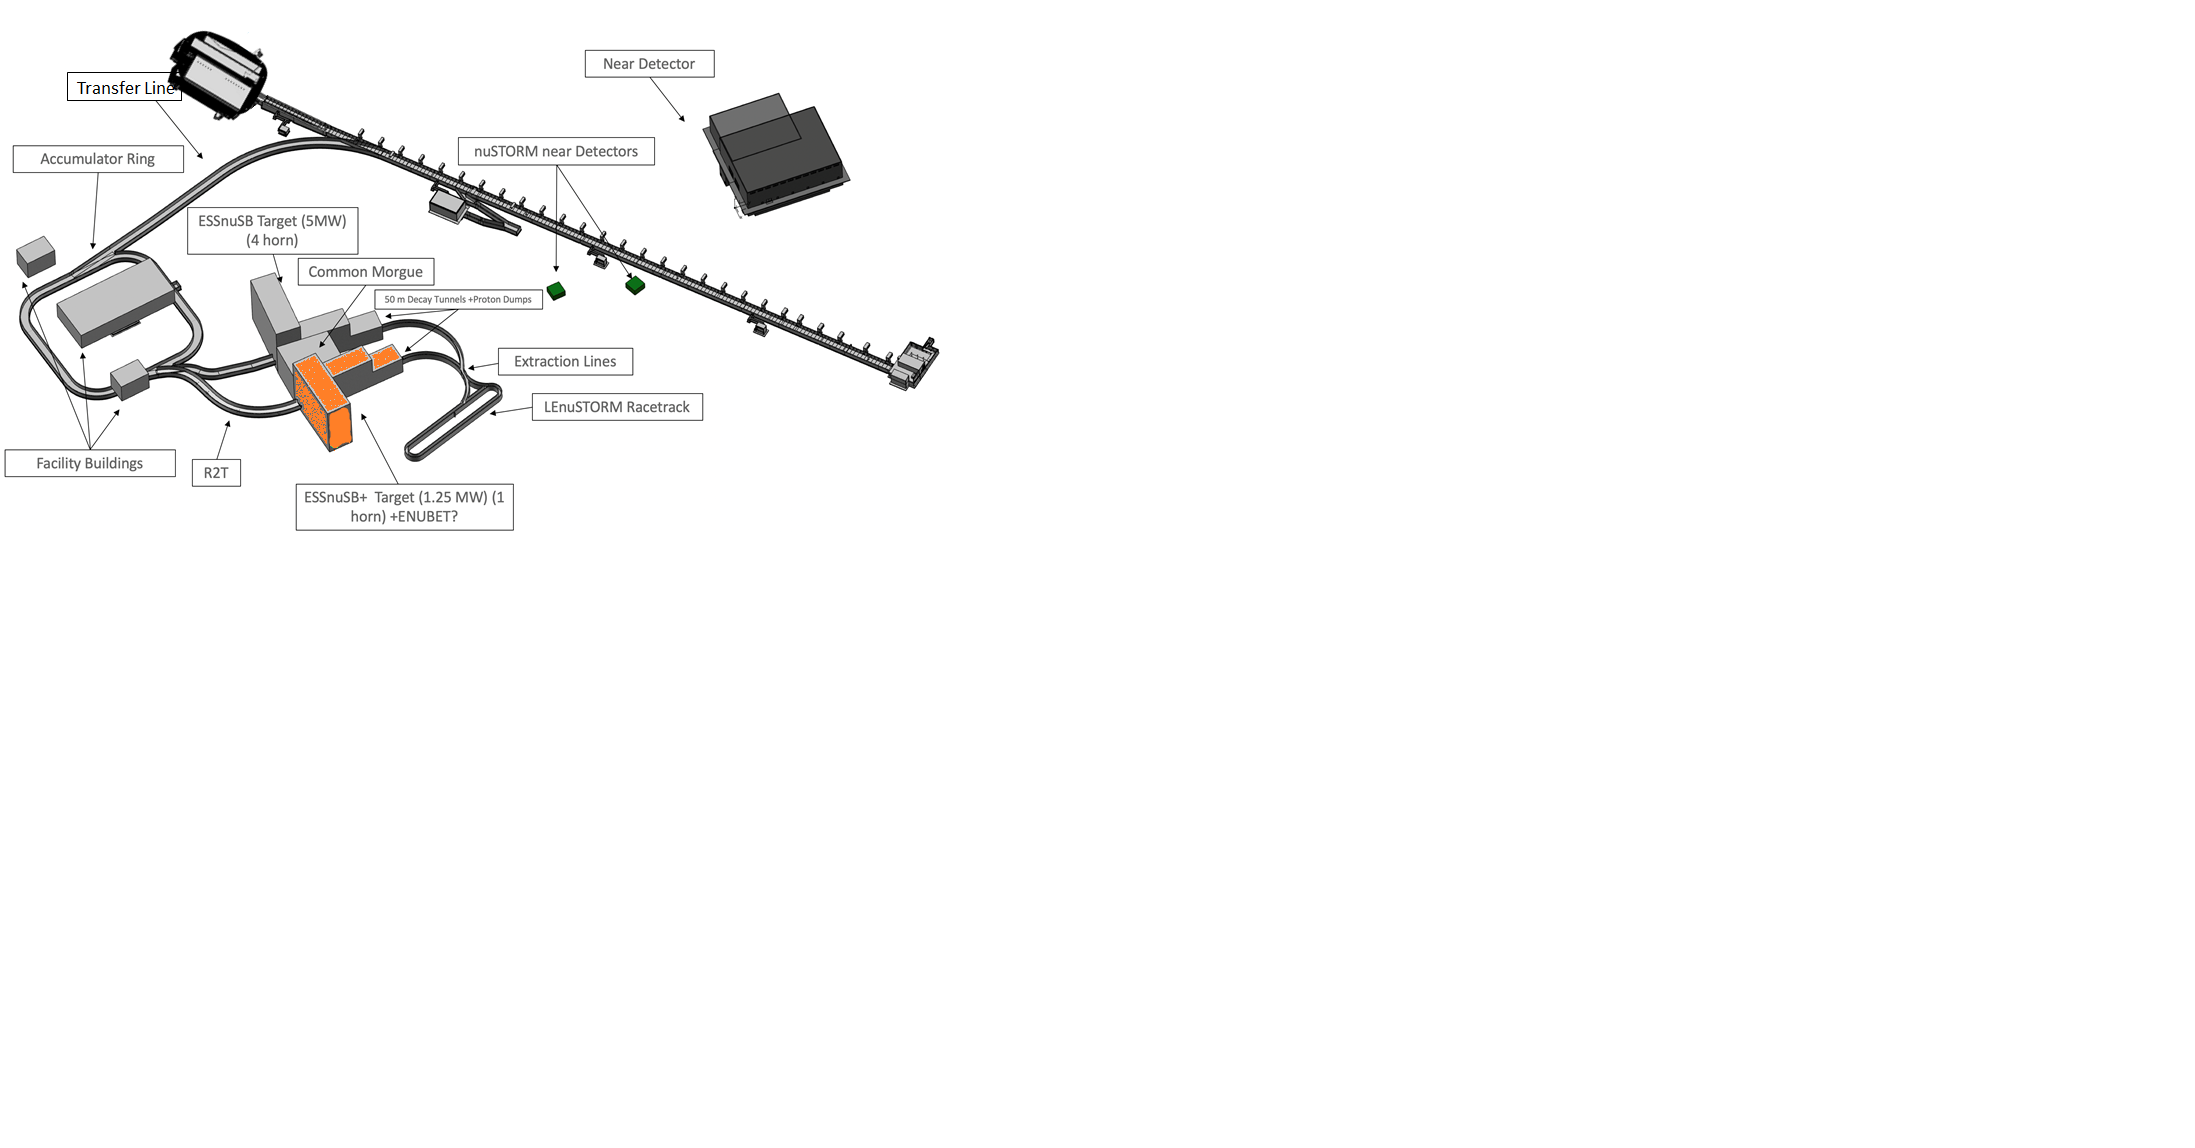 Near Detector
Transfer Line
nuSTORM near Detectors
Accumulator Ring
ESSnuSB Target (5MW)
(4 horn)
Common Morgue
50 m Decay Tunnels +Proton Dumps
Extraction Lines
LEnuSTORM Racetrack
Facility Buildings
R2T
ESSnuSB+ Target (1.25 MW) (1
horn) +ENUBET?